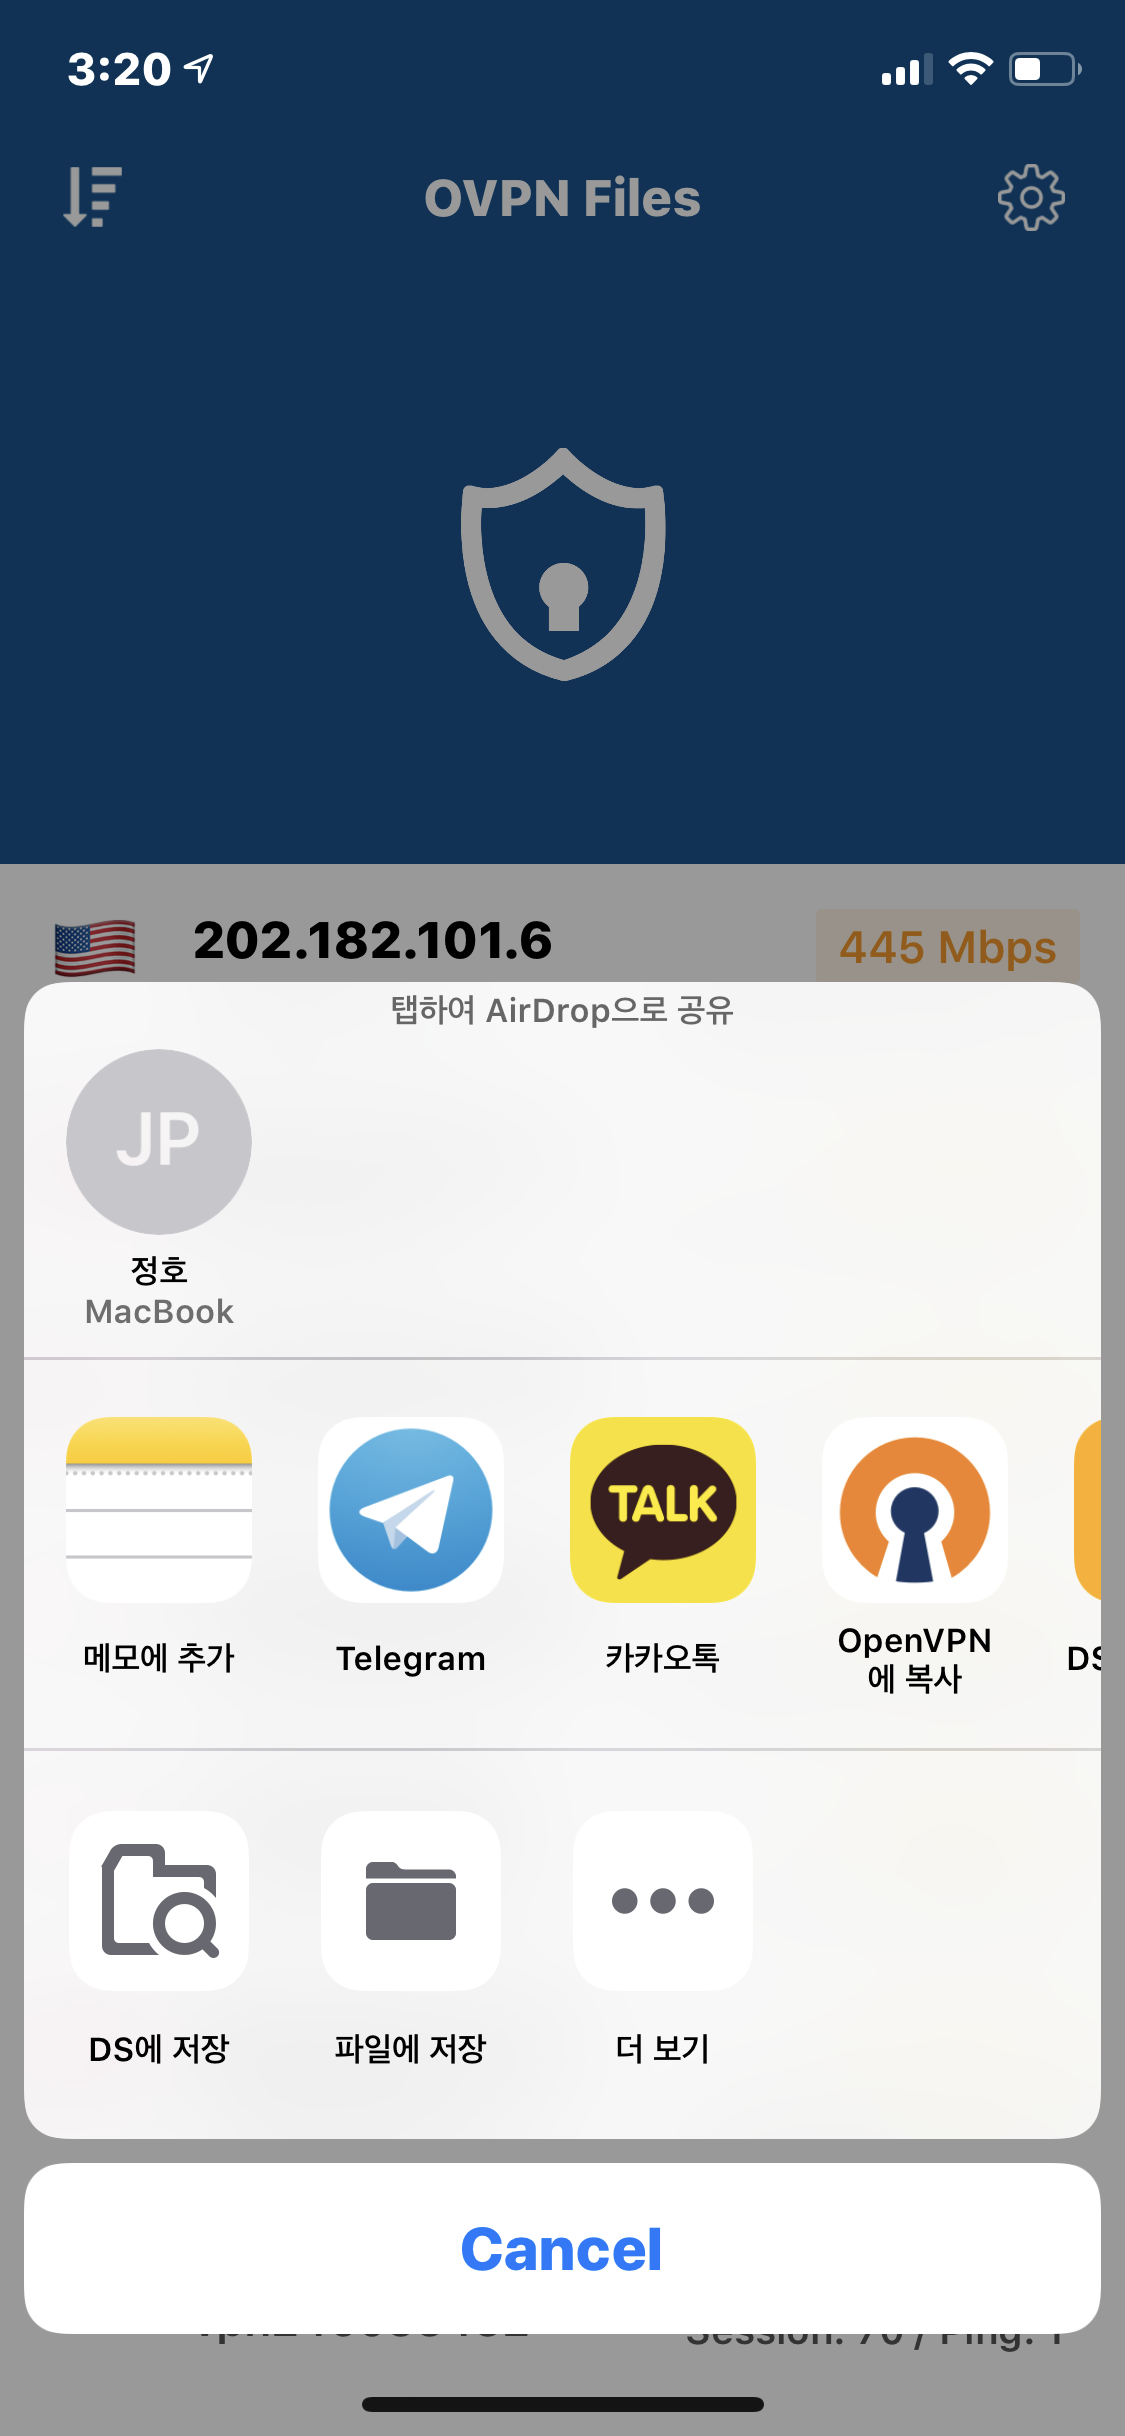 3:20
OVPN Files
202.182.101.6
445 Mbps
탭하여 AirDrop으로 공유
JP
정호
MacBook
TALK
메모에 추가
Telegram
카카오톡
OpenVPN
에 복사
DS에 저장
파일에 저장
더 보기
Cancel
Session: 70 / Ping: 1